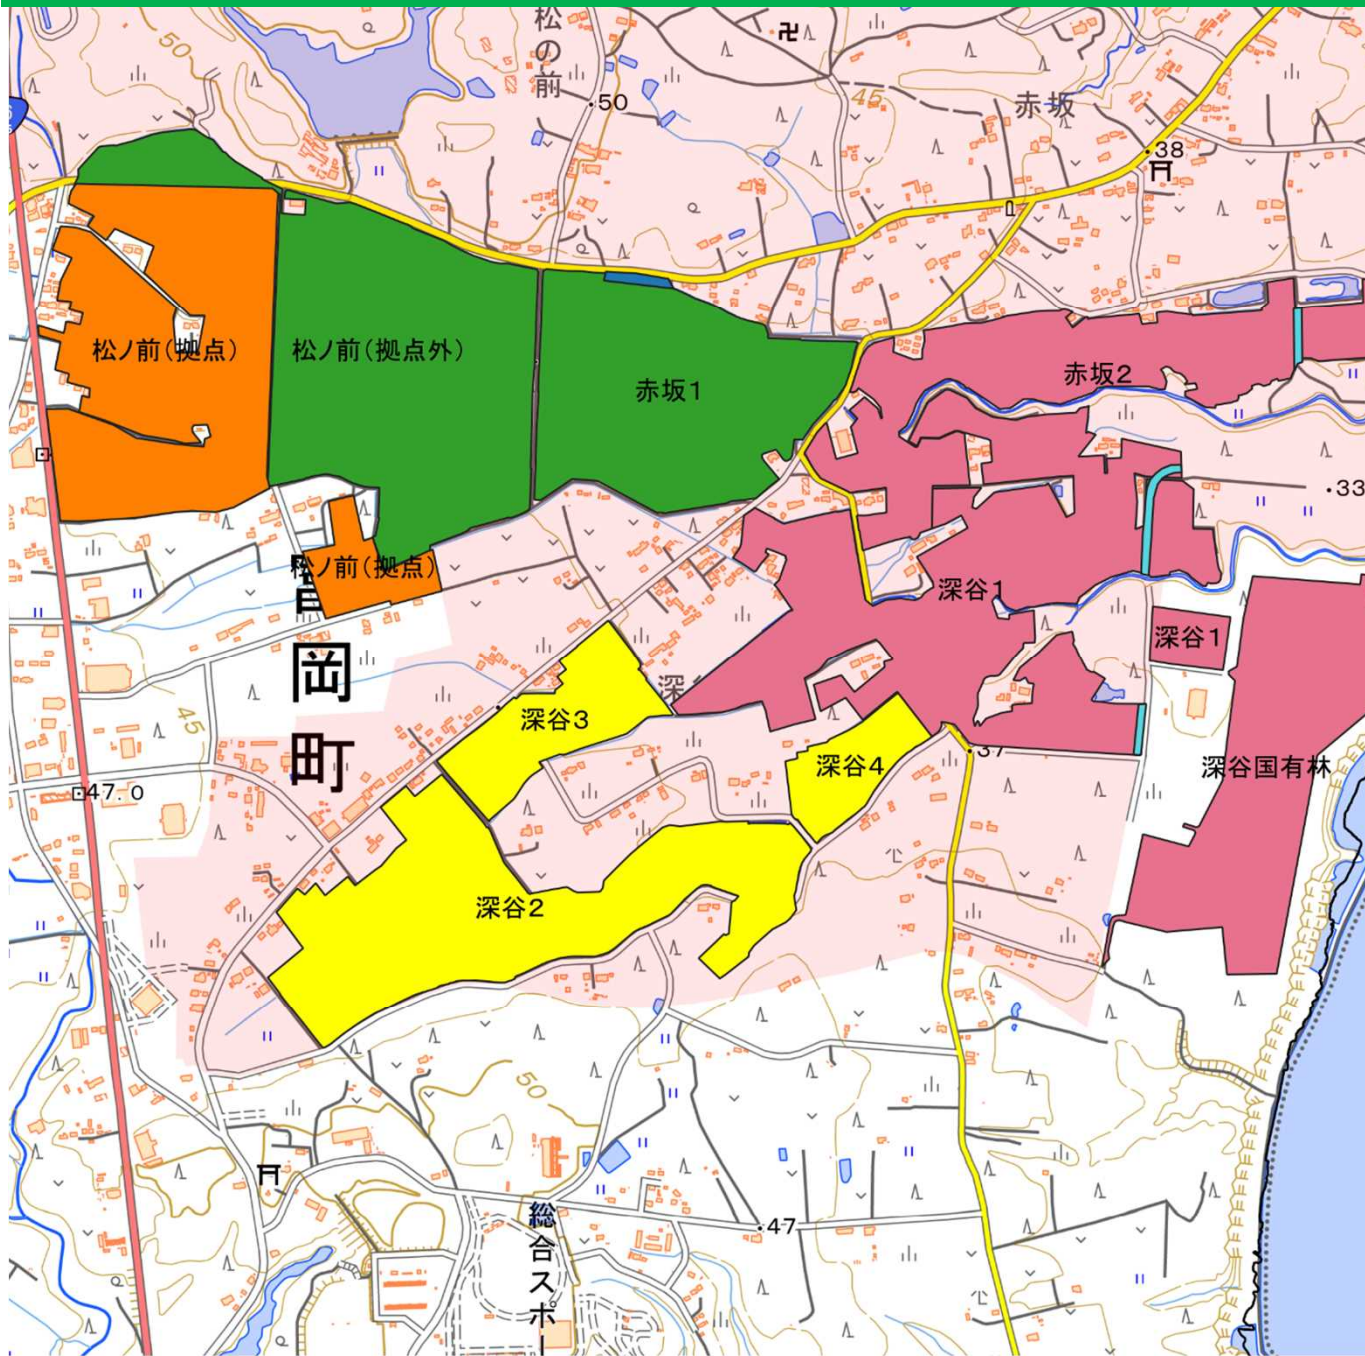 松の前
50
50
45
赤坂
38
松ノ前(拠点)
松ノ前(拠点外)
赤坂1
赤坂2
33
松ノ前(拠点)
深谷1
深谷1
岡町
深
深谷3
深谷4
37
深谷国有林
45
47.0
深谷2
50
47
総合スポー